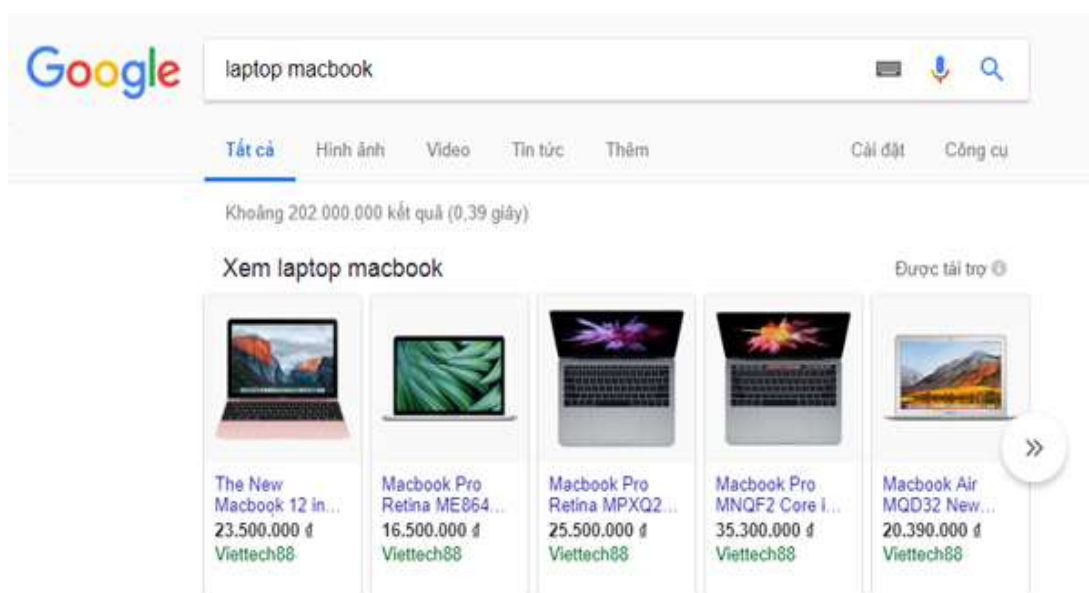 Google
laptop macbook
Tất cả Hình ảnh Video Tin tức Thêm Cài đặt Công cụ
Khoảng 202.000.000 kết quả (0,39 giây)
Xem laptop macbook
Được tài trợ
The New
Macbook 12 in...
23.500.000 ₫
Viettech88
Macbook Pro
Retina ME864...
16.500.000 ₫
Viettech88
Macbook Pro
Retina MPXQ2...
25.500.000 ₫
Viettech88
Macbook Pro
MNQF2 Core i...
35.300.000 ₫
Viettech88
Macbook Air
MQD32 New...
20.390.000 ₫
Viettech88